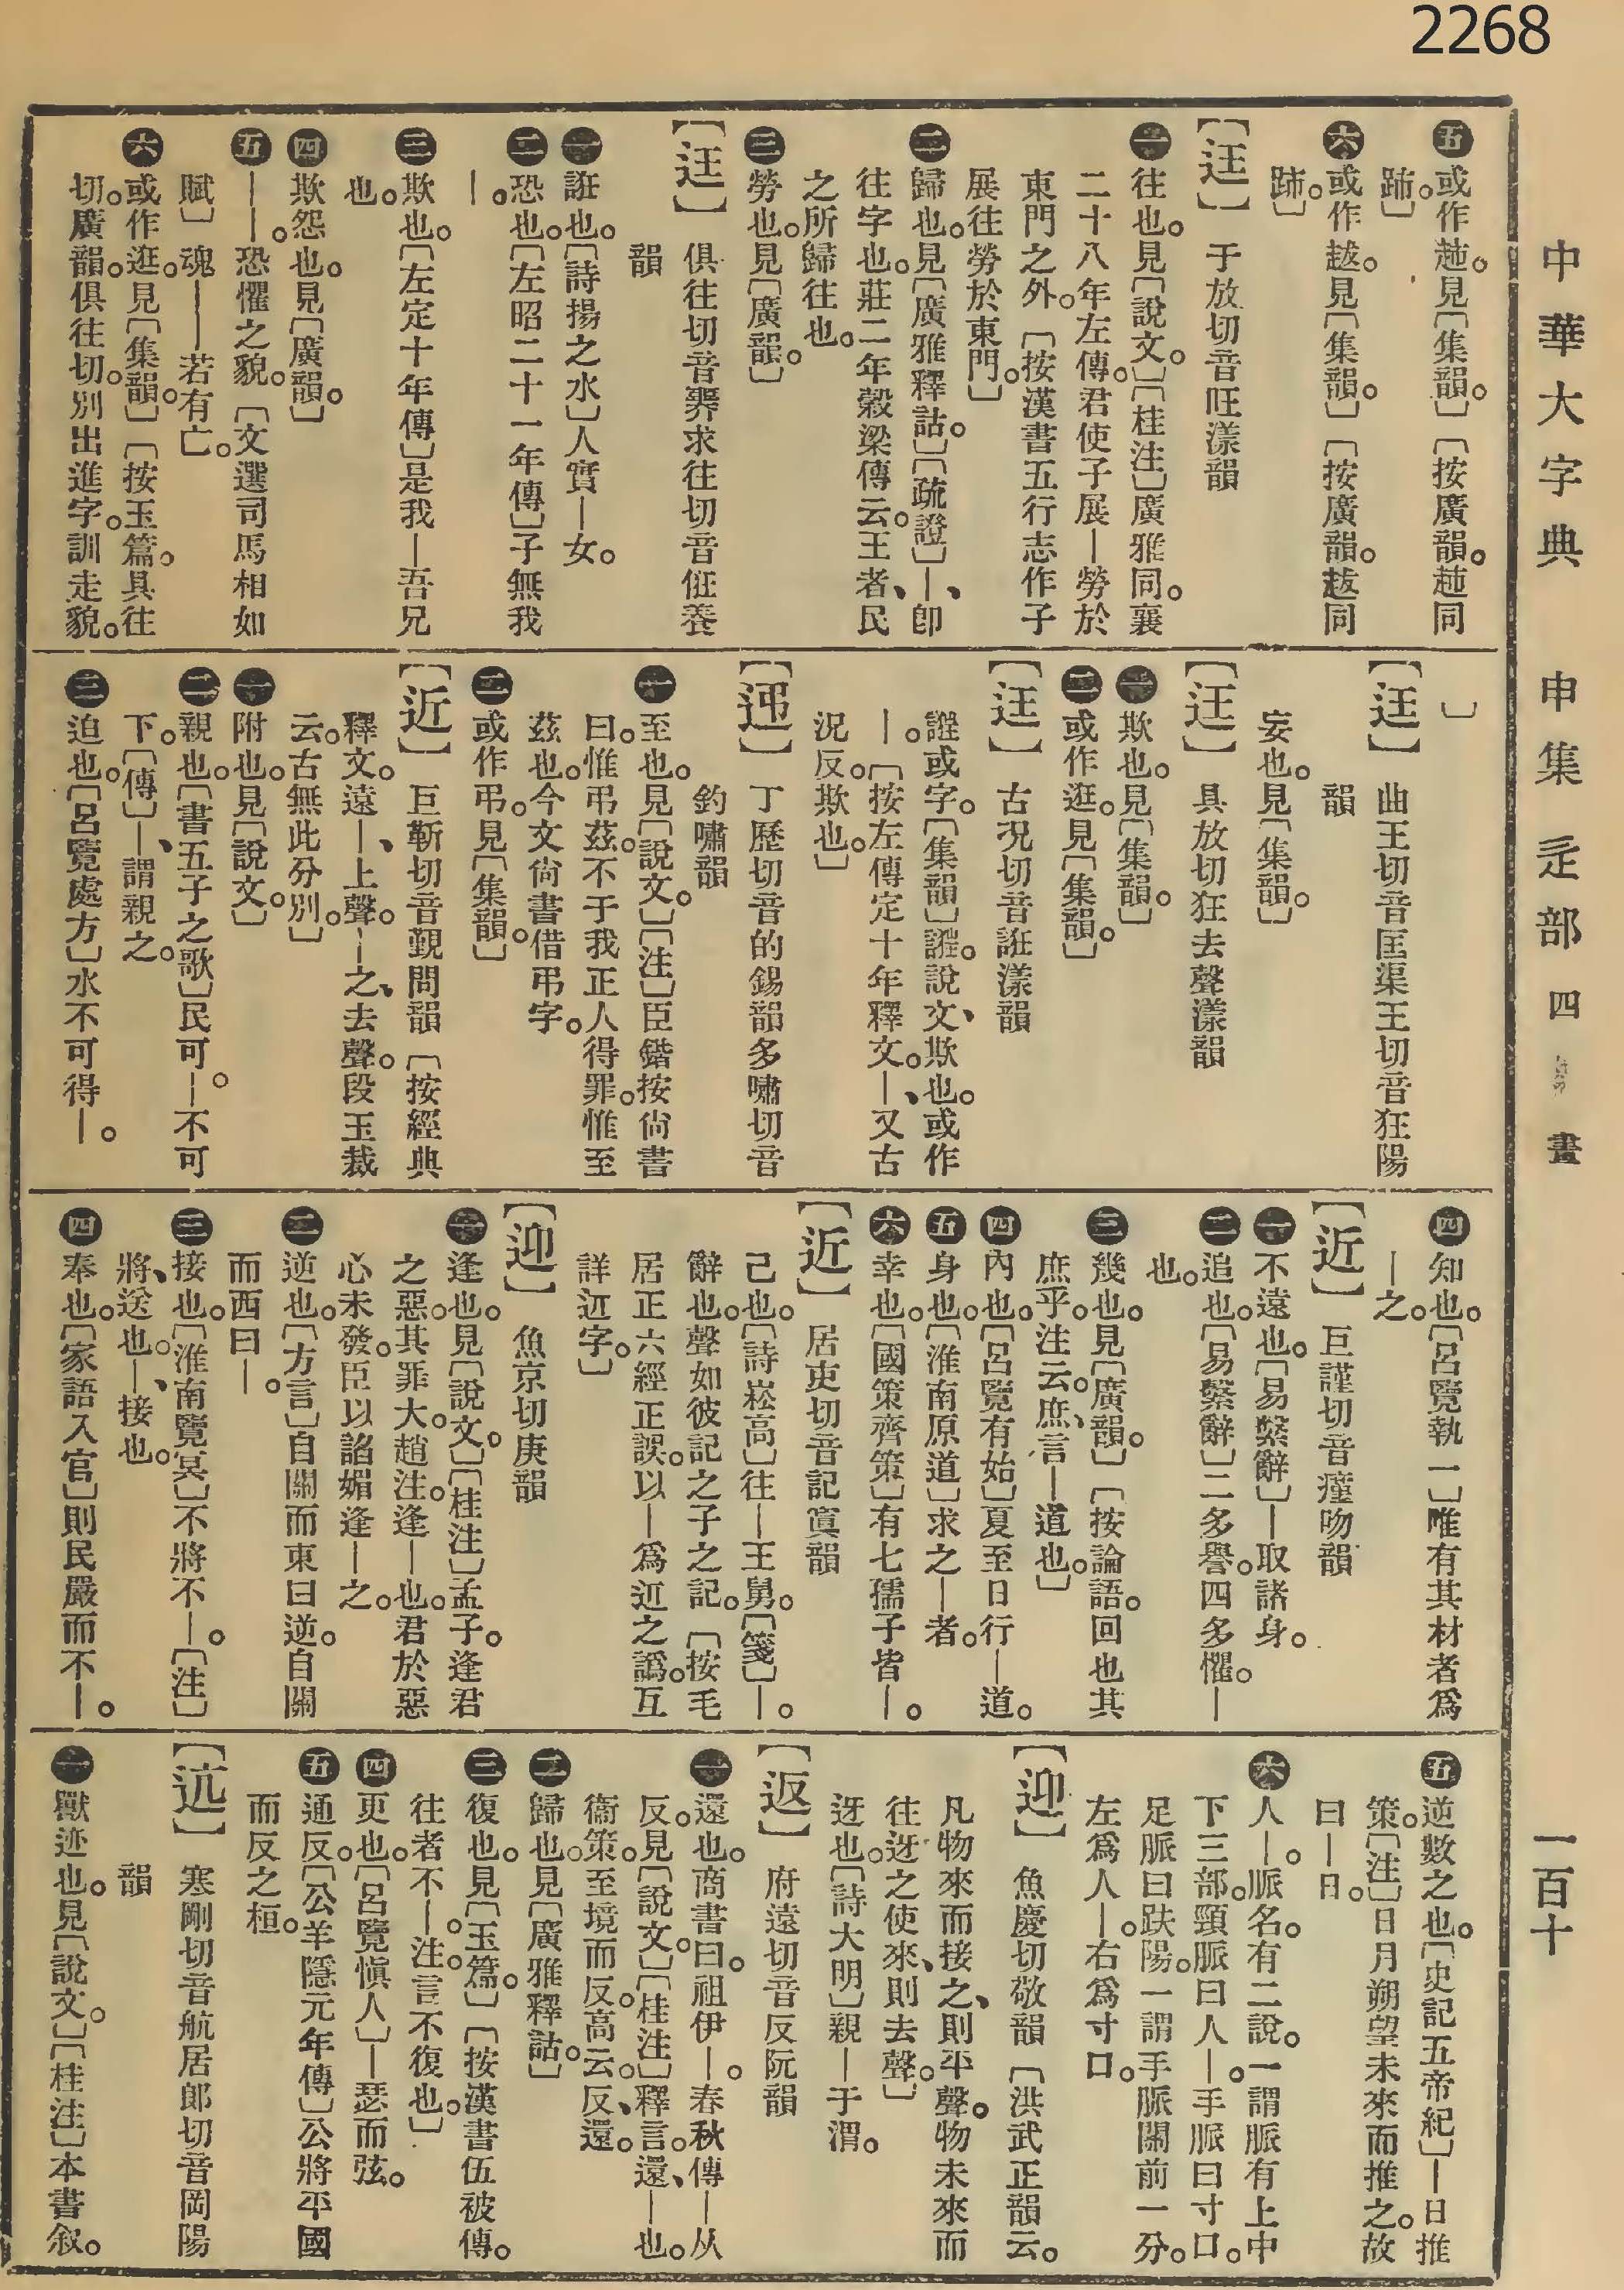 2268
中華大字典 申集 辵部 四畫 一百十
㊄或作䞾。見〔集韻。〕〔按廣韻。䞾同
跡。〕
㊅或作𧻓。見〔集韻。〕〔按廣韻。𧻓同
跡。〕
【迋】于放切音旺漾韻
㊀往也。見〔說文。〕〔桂注〕廣雅同。襄
二十八年左傳。君使子展—勞於
東門之外。〔按漢書五行志作子
展往勞於東門。〕
㊁歸也。見〔廣雅釋詁。〕〔疏證〕—、卽
往字也。莊二年穀梁傳云。王者、民
之所歸往也。
㊂勞也。見〔廣韻。〕
【迋】俱往切音臩求往切音俇養
韻
㊀誑也。〔詩揚之水〕人實—女。
㊁恐也。〔左昭二十一年傳〕子無我
—。
㊂欺也。〔左定十年傳〕是我—吾兄
也。
㊃欺怨也。見〔廣韻。〕
㊄——。恐懼之貌。〔文選司馬相如
賦〕魂——若有亡。
㊅或作逛。見〔集韻。〕〔按玉篇。具往
切。廣韻。俱往切。別出逛字。訓走貌。
〕
【迋】曲王切音匡渠王切音狂陽
韻
妄也。見〔集韻。〕
【迋】具放切狂去聲漾韻
㊀欺也。見〔集韻。〕
㊁或作逛。見〔集韻。〕
【迋】古況切音誑漾韻
誑或字。〔集韻〕誑。說文、欺也。或作
—。〔按左傳定十年釋文。—、又古
況反。欺也。〕
【迊】丁歷切音的錫韻多嘯切音
釣嘯韻
㊀至也。見〔說文。〕〔注〕臣鍇按尙書
曰。惟弔茲。不于我正人得罪。惟至
茲也。今文尙書借弔字。
㊁或作弔。見〔集韻。〕
【近】巨靳切音覲問韻〔按經典
釋文。遠—、上聲。—之、去聲。段玉裁
云。古無此分別。〕
㊀附也。見〔說文。〕
㊁親也。〔書五子之歌〕民可—。不可
下。〔傳〕—、謂親之。
㊂迫也。〔呂覽處方〕水不可得—。
㊃知也。〔呂覽執一〕唯有其材者爲
—之。
【近】巨謹切音瘽吻韻
㊀不遠也。〔易繫辭〕—取諸身。
㊁追也。〔易繫辭〕二多譽。四多懼。—
也。
㊂幾也。見〔廣韻。〕〔按論語。回也其
庶乎。注云。庶、言—道也。〕
㊃內也。〔呂覽有始〕夏至日行—道。
㊄身也。〔淮南原道〕求之—者。
㊅幸也。〔國策齊策〕有七孺子皆—。
【近】居吏切音記寘韻
己也。〔詩崧高〕往—王舅。〔箋〕—。
辭也。聲如彼記之子之記。〔按毛
居正六經正誤。以—爲䢋之譌。互
詳䢋字。〕
【迎】魚京切庚韻
㊀逢也。見〔說文。〕〔桂注〕孟子。逢君
之惡。其罪大。趙注。逢—也。君於惡
心未發。臣以諂媚逢—之。
㊁逆也。〔方言〕自關而東曰逆。自關
而西曰—。
㊂接也。〔淮南覽冥〕不將不—。〔注〕
將、送也。—、接也。
㊃奉也。〔家語入官〕則民嚴而不—。
㊄逆數之也。〔史記五帝紀〕—日推
策。〔注〕日月朔望未來而推之。故
曰—日。
㊅人—。脈名。有二說。一謂脈有上中
下三部。頸脈曰人—。手脈曰寸口。
足脈曰趺陽。一謂手脈關前一分。
左爲人—。右爲寸口。
【迎】魚慶切敬韻〔洪武正韻云。
凡物來而接之、則平聲。物未來而
往迓之使來、則去聲。〕
迓也。〔詩大明〕親—于渭。
【返】府遠切音反阮韻
㊀還也。商書曰。祖伊—。春秋傳—从
反。見〔說文。〕〔桂注〕釋言。還、——也。
衞策。至境而反。高云。反、還。
㊁歸也。見〔廣雅釋詁。〕
㊂復也。見〔玉篇。〕〔按漢書伍被傳。
往者不—。注。言不復也。〕
㊃更也。〔呂覽愼人〕—瑟而弦。
㊄通反。〔公羊隱元年傳〕公將平國
而反之桓。
【迒】寒剛切音航居郎切音岡陽
韻
㊀獸迹也。見〔說文。〕〔桂注〕本書叙。